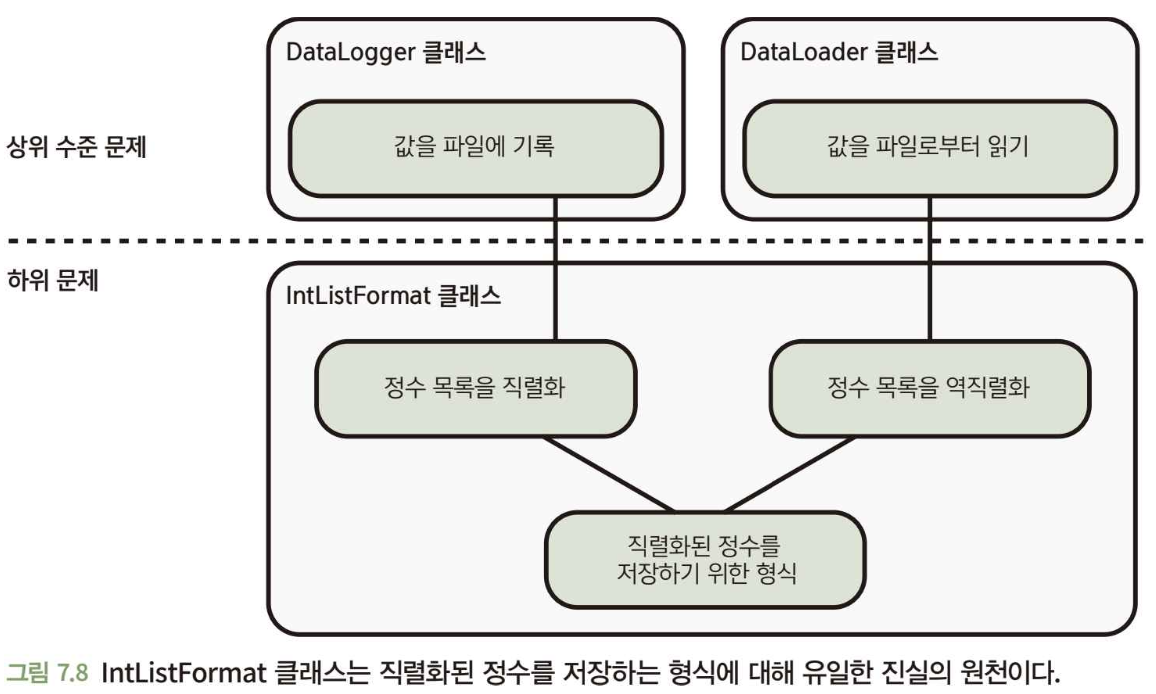 DataLogger 클래스
DataLoader 클래스
상위 수준 문제
값을 파일에 기록
값을 파일로부터 읽기
하위 문제
IntListFormat 클래스
정수 목록을 직렬화
정수 목록을 역직렬화
직렬화된 정수를
저장하기 위한 형식
그림 7.8 IntListFormat 클래스는 직렬화된 정수를 저장하는 형식에 대해 유일한 진실의 원천이다.